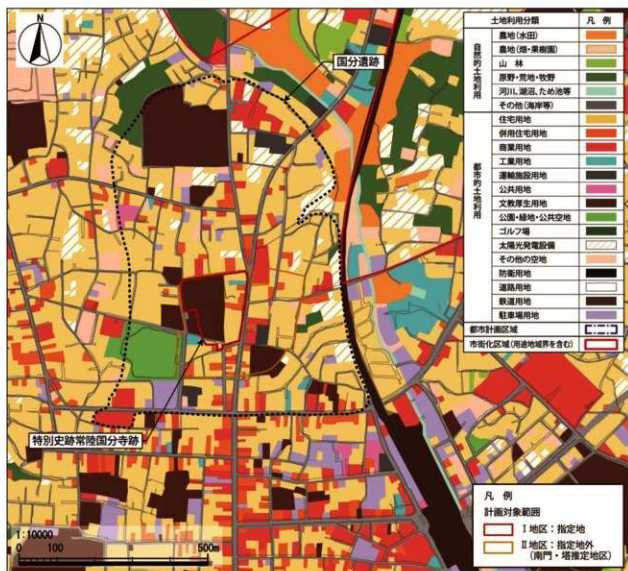 N
国分遺跡
特別史跡常陸国分寺跡
1:10000
0 100 500m
土地利用分類 凡 例
自然的土地利用
農地(水田)
農地(畑・果樹園)
山 林
原野・荒地・牧野
河川、湖沼、ため池等
その他(海岸等)
都市的土地利用
住宅用地
併用住宅用地
商業用地
工業用地
運輸施設用地
公共用地
文教厚生用地
公園・緑地・公共空地
ゴルフ場
太陽光発電設備
その他の空地
防衛用地
道路用地
鉄道用地
駐車場用地
都市計画区域
市街化区域(用途地域界を含む)
凡 例
計画対象範囲
Ⅰ地区:指定地
Ⅱ地区:指定地外
(南門・塔推定地区)